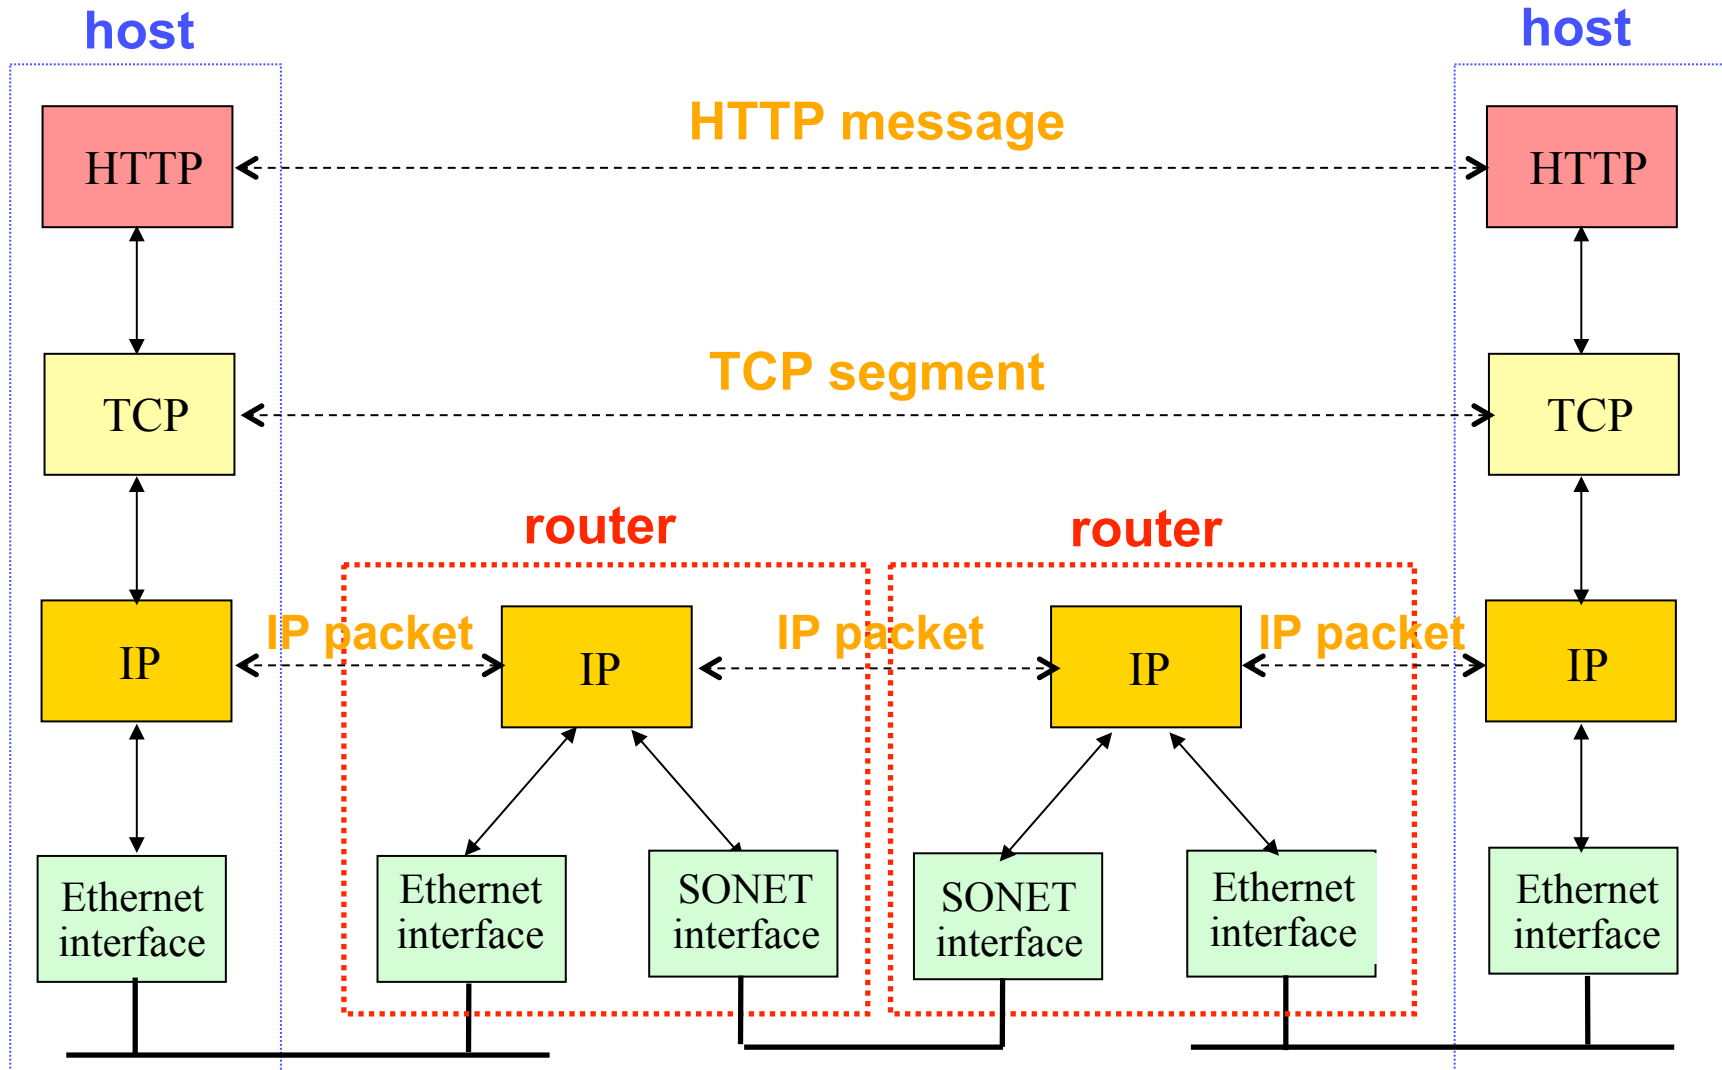 host
host
HTTP message
HTTP
HTTP
TCP segment
TCP
TCP
router
router
IP packet
IP packet
IP packet
IP
IP
IP
IP
Ethernet
interface
Ethernet
interface
SONET
interface
SONET
interface
Ethernet
interface
Ethernet
interface